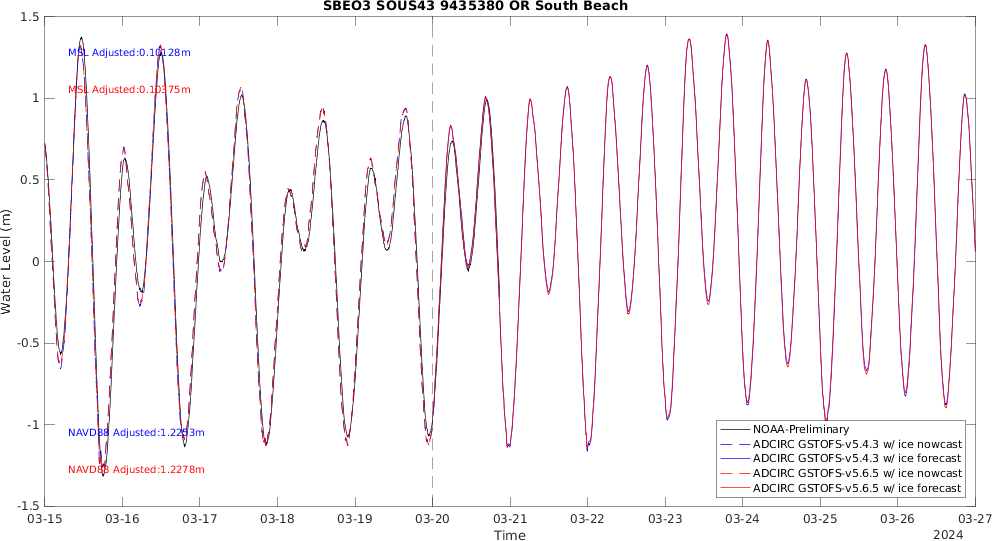 SBEO3 SOUS43 9435380 OR South Beach
1.5
1
0.5
0
-0.5
-1
-1.5
Water Level (m)
MSL Adjusted:0.10128m
MSL Adjusted:0.10375m
NAVD88 Adjusted:1.2253m
NAVD88 Adjusted:1.2278m
NOAA-Preliminary
ADCIRC GSTOFS-v5.4.3 w/ ice nowcast
ADCIRC GSTOFS-v5.4.3 w/ ice forecast
ADCIRC GSTOFS-v5.6.5 w/ ice nowcast
ADCIRC GSTOFS-v5.6.5 w/ ice forecast
03-15 03-16 03-17 03-18 03-19 03-20 03-21 03-22 03-23 03-24 03-25 03-26 03-27
Time
2024